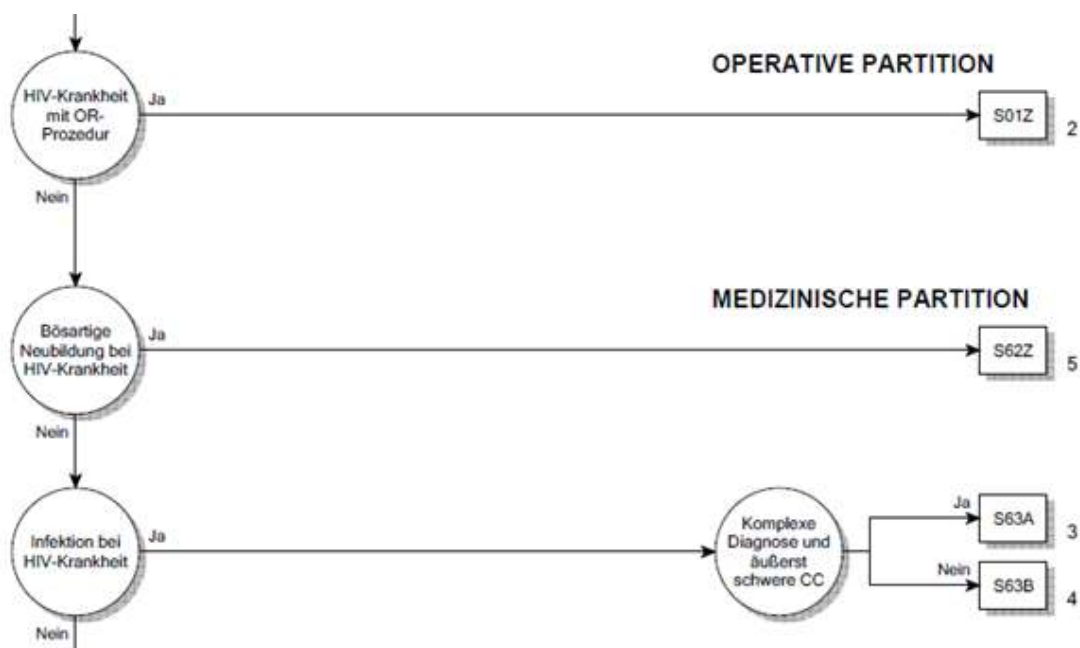 OPERATIVE PARTITION
HIV-Krankheit
mit OR-
Prozedur
Ja
S01Z
2
Nein
MEDIZINISCHE PARTITION
Bösartige
Neubildung bei
HIV-Krankheit
Ja
S62Z
5
Nein
Infektion bei
HIV-Krankheit
Ja
Komplexe
Diagnose und
äußerst
schwere CC
Ja
S63A
3
Nein
S63B
4
Nein